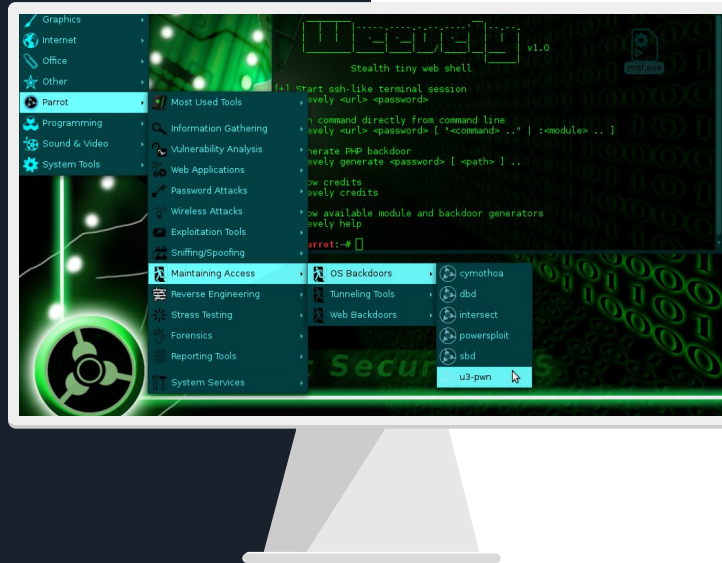 Graphics
Internet
Office
Other
Parrot
Programming
Sound & Video
System Tools
Most Used Tools
Information Gathering
Vulnerability Analysis
Web Applications
Password Attacks
Wireless Attacks
Exploitation Tools
Sniffing/Spoofing
Maintaining Access
Reverse Engineering
Stress Testing
Forensics
Reporting Tools
System Services
OS Backdoors
Tunneling Tools
Web Backdoors
cymothoa
dbd
intersect
powersploit
sbd
u3-pwn
v1.0
Stealth tiny web shell
[+] Start ssh-like terminal session
evely <url> <password>
command directly from command line
evely <url> <password> [ "<command> .." | :<module> .. ]
nerate PHP backdoor
evely generate <password> [ <path> ] ..
ow credits
evely credits
ow available module and backdoor generators
evely help
arrot:~#
msf.exe
Secur